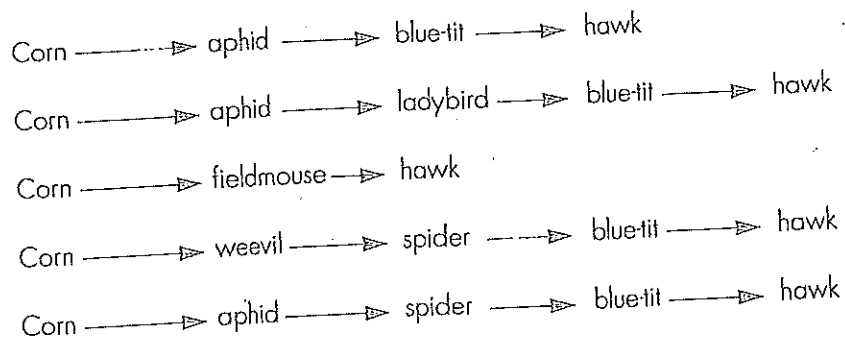 Corn aphid blue-tit hawk
Corn aphid ladybird blue-tit hawk
Corn fieldmouse hawk
Corn weevil spider blue-tit hawk
Corn aphid spider blue-tit hawk